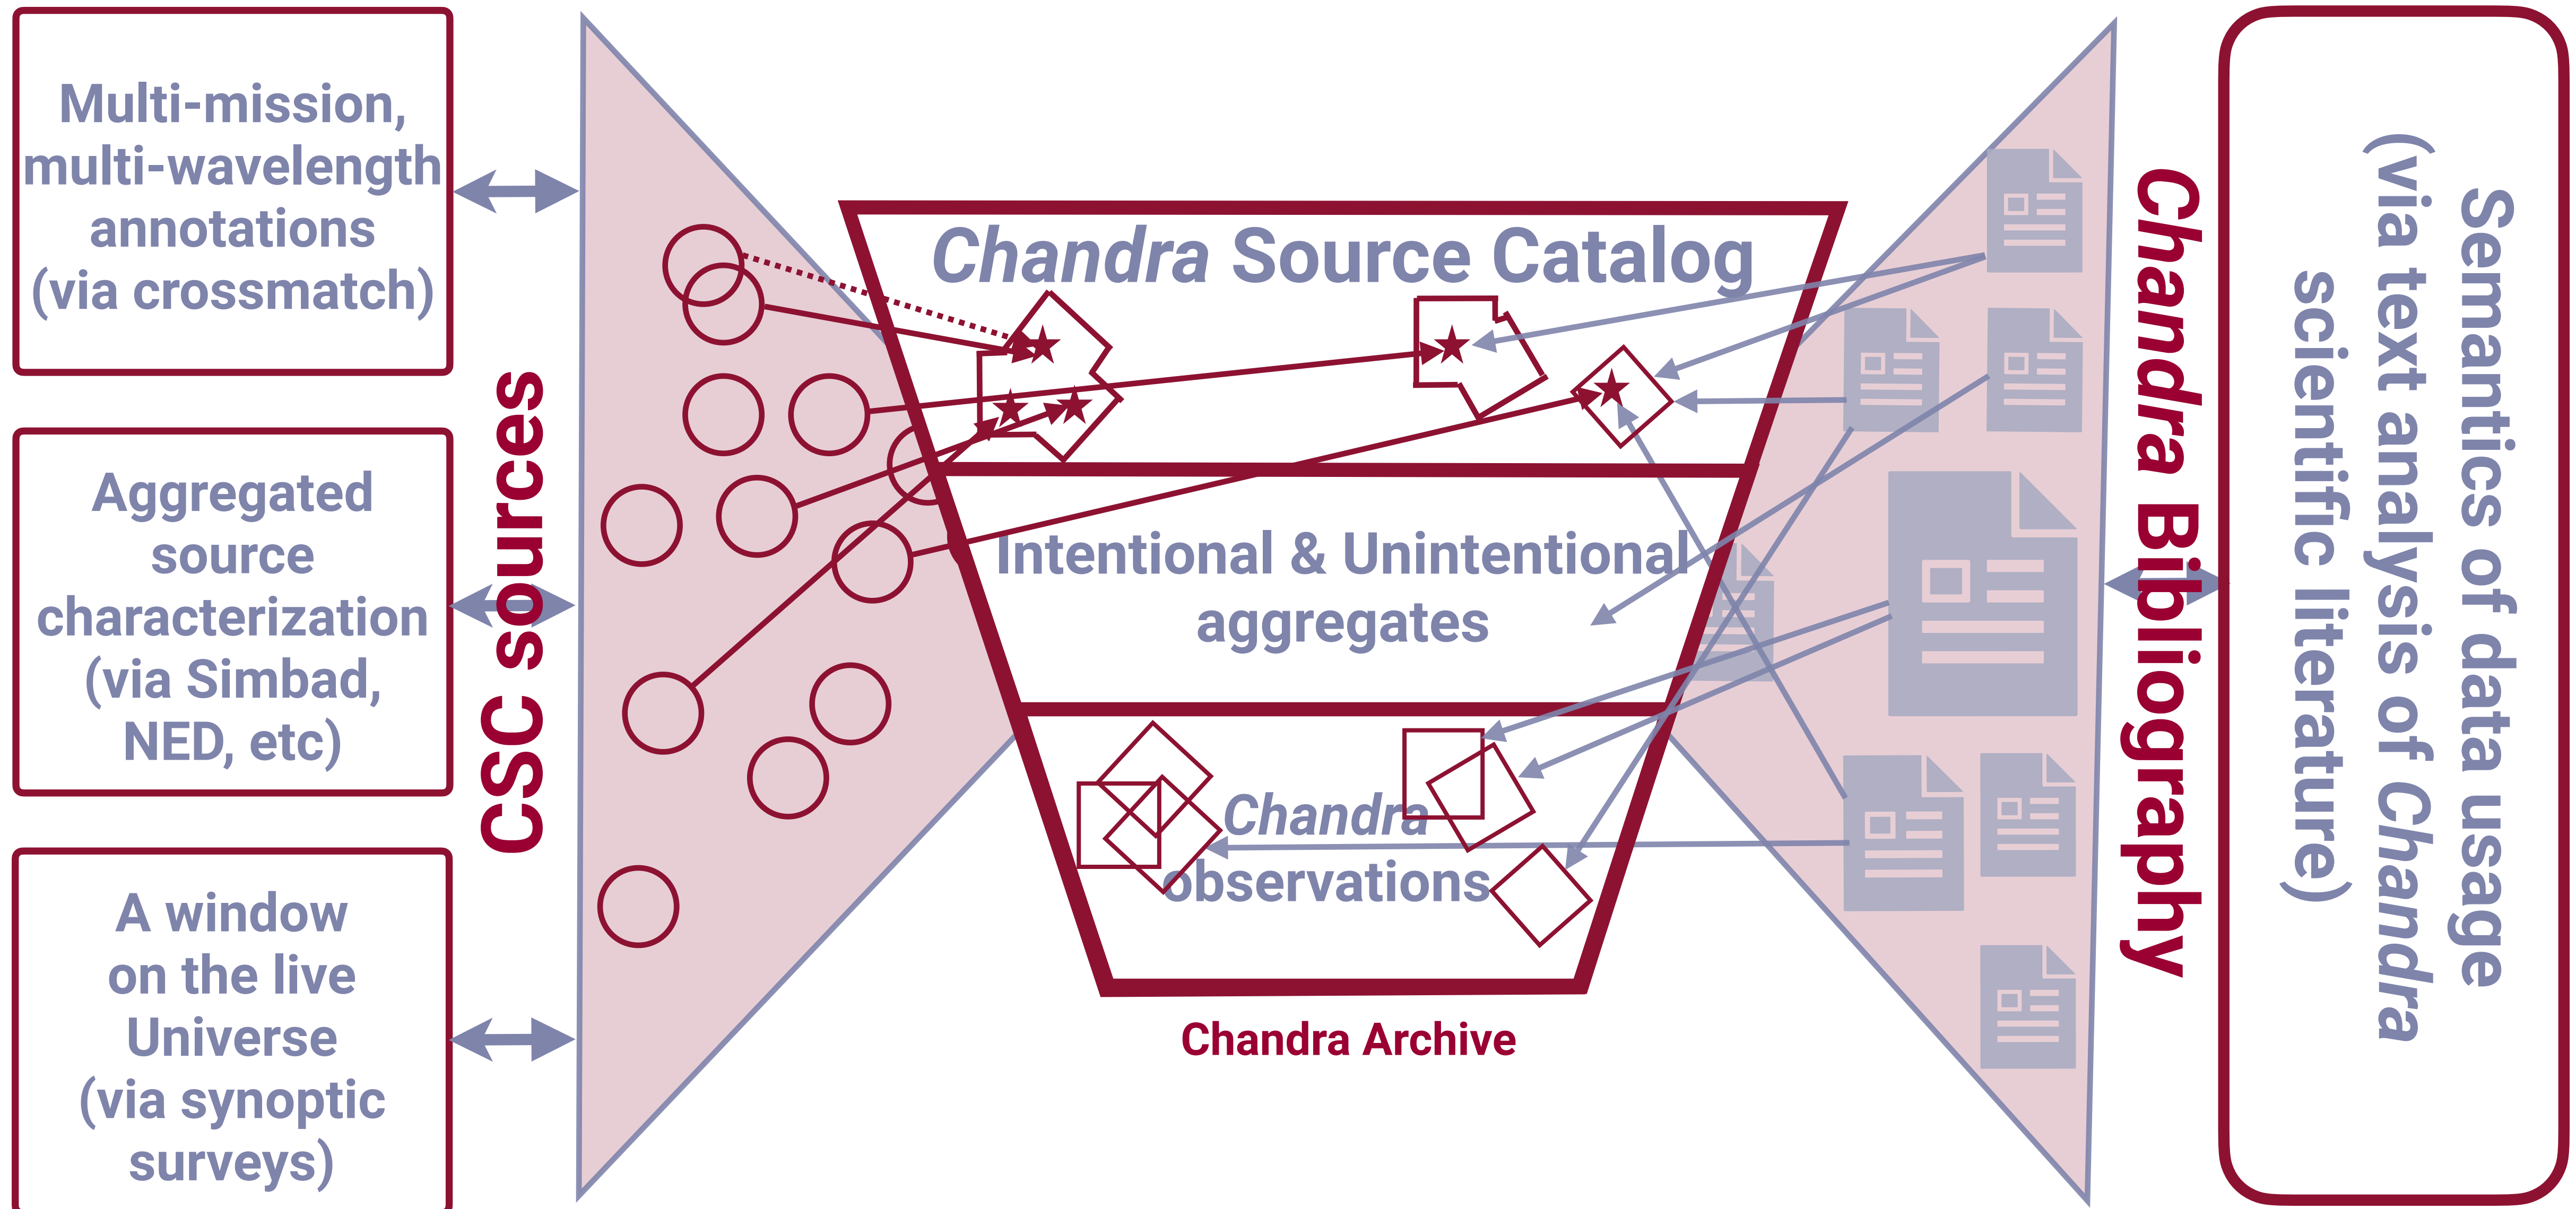 Multi-mission,
multi-wavelength
annotations
(via crossmatch)
Aggregated
source
characterization
(via Simbad,
NED, etc)
A window
on the live
Universe
(via synoptic
surveys)
CSC sources
Chandra Source Catalog
Intentional & Unintentional
aggregates
Chandra
observations
Chandra Archive
Chandra Bibliography
Semantics of data usage
(via text analysis of Chandra
scientific literature)